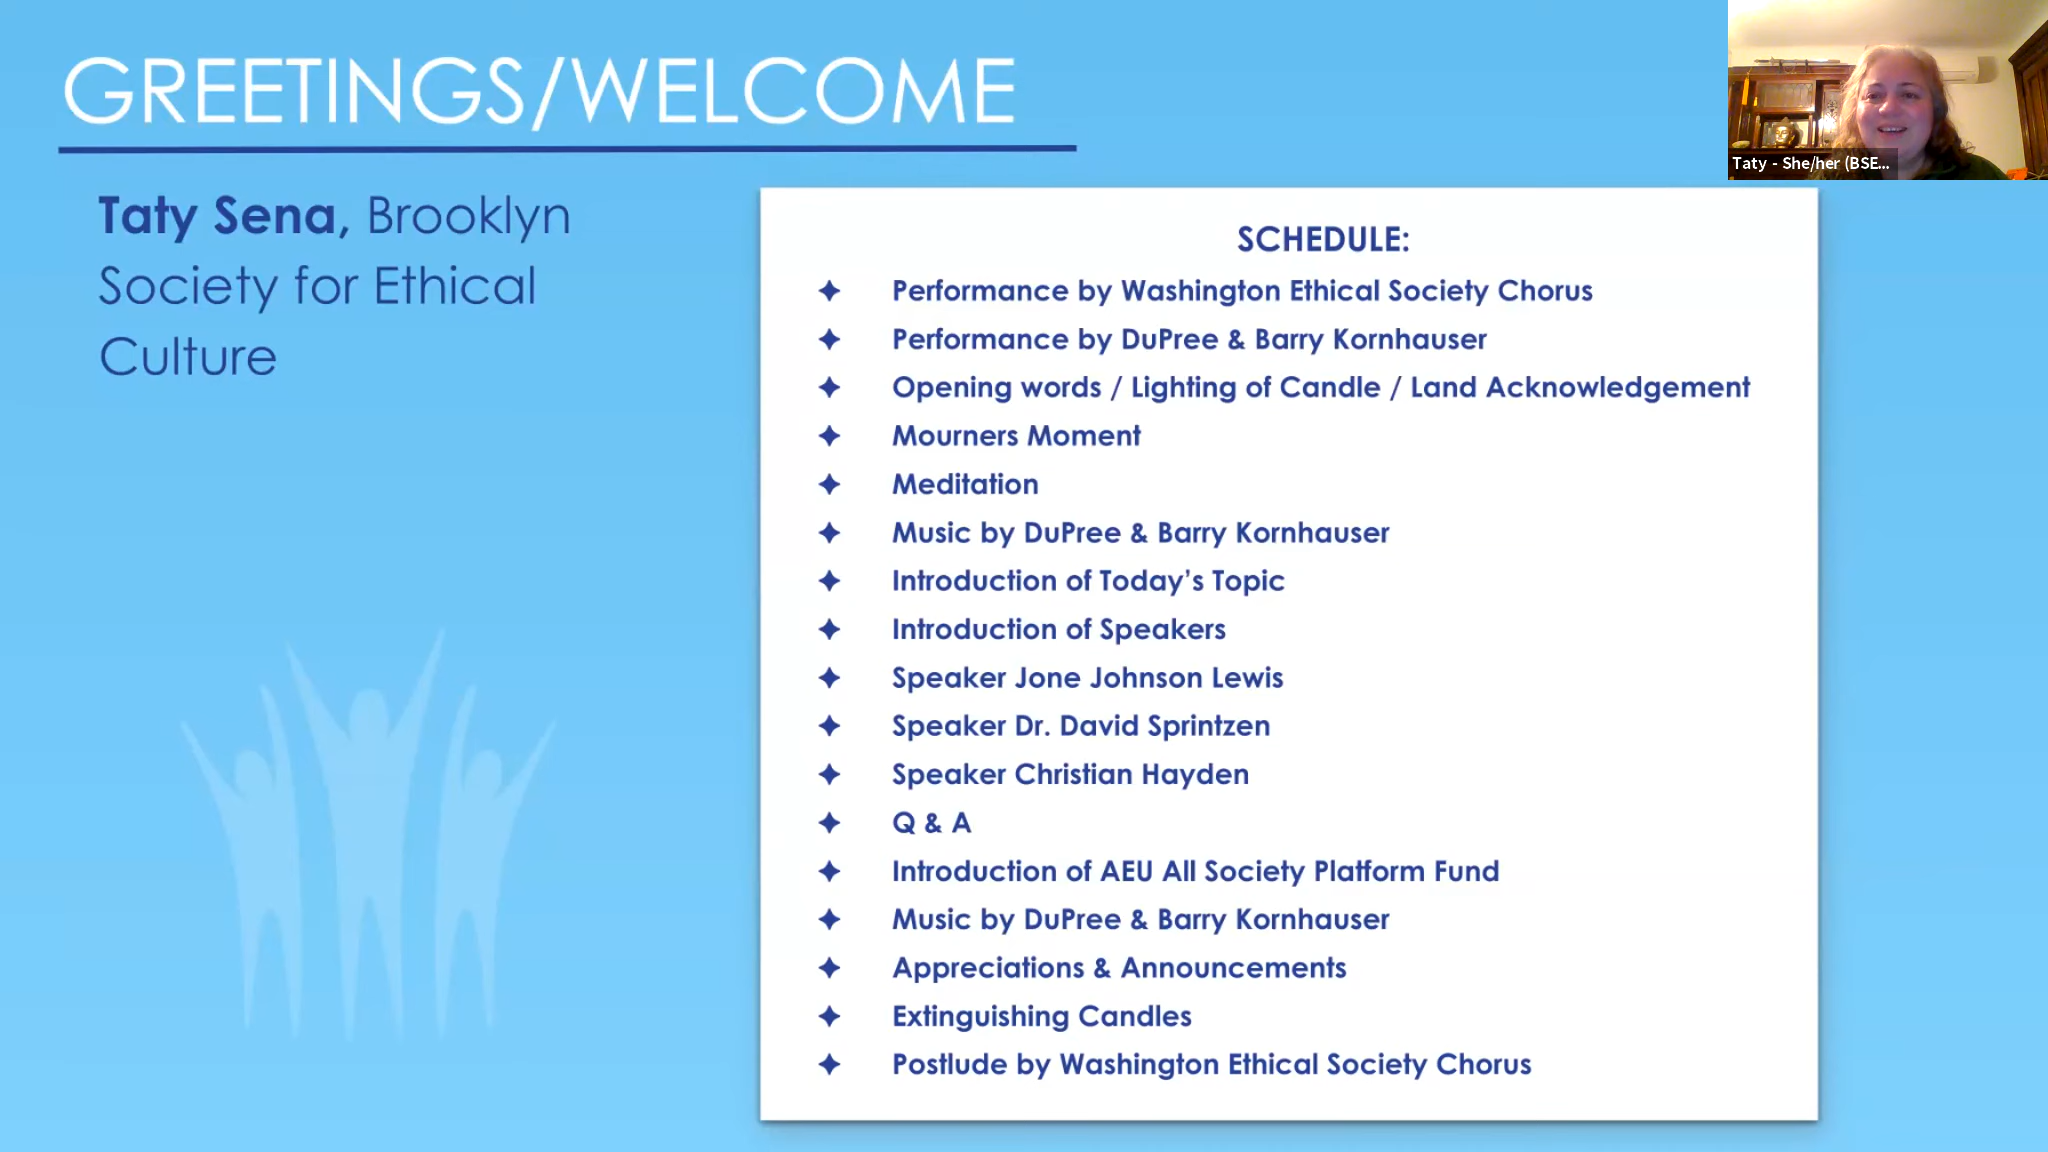 GREETINGS/WELCOME
Taty - She/her (BSE...
Taty Sena, Brooklyn
Society for Ethical
Culture
SCHEDULE:
✦ Performance by Washington Ethical Society Chorus
✦ Performance by DuPree & Barry Kornhauser
✦ Opening words / Lighting of Candle / Land Acknowledgement
✦ Mourners Moment
✦ Meditation
✦ Music by DuPree & Barry Kornhauser
✦ Introduction of Today’s Topic
✦ Introduction of Speakers
✦ Speaker Jone Johnson Lewis
✦ Speaker Dr. David Sprintzen
✦ Speaker Christian Hayden
✦ Q & A
✦ Introduction of AEU All Society Platform Fund
✦ Music by DuPree & Barry Kornhauser
✦ Appreciations & Announcements
✦ Extinguishing Candles
✦ Postlude by Washington Ethical Society Chorus